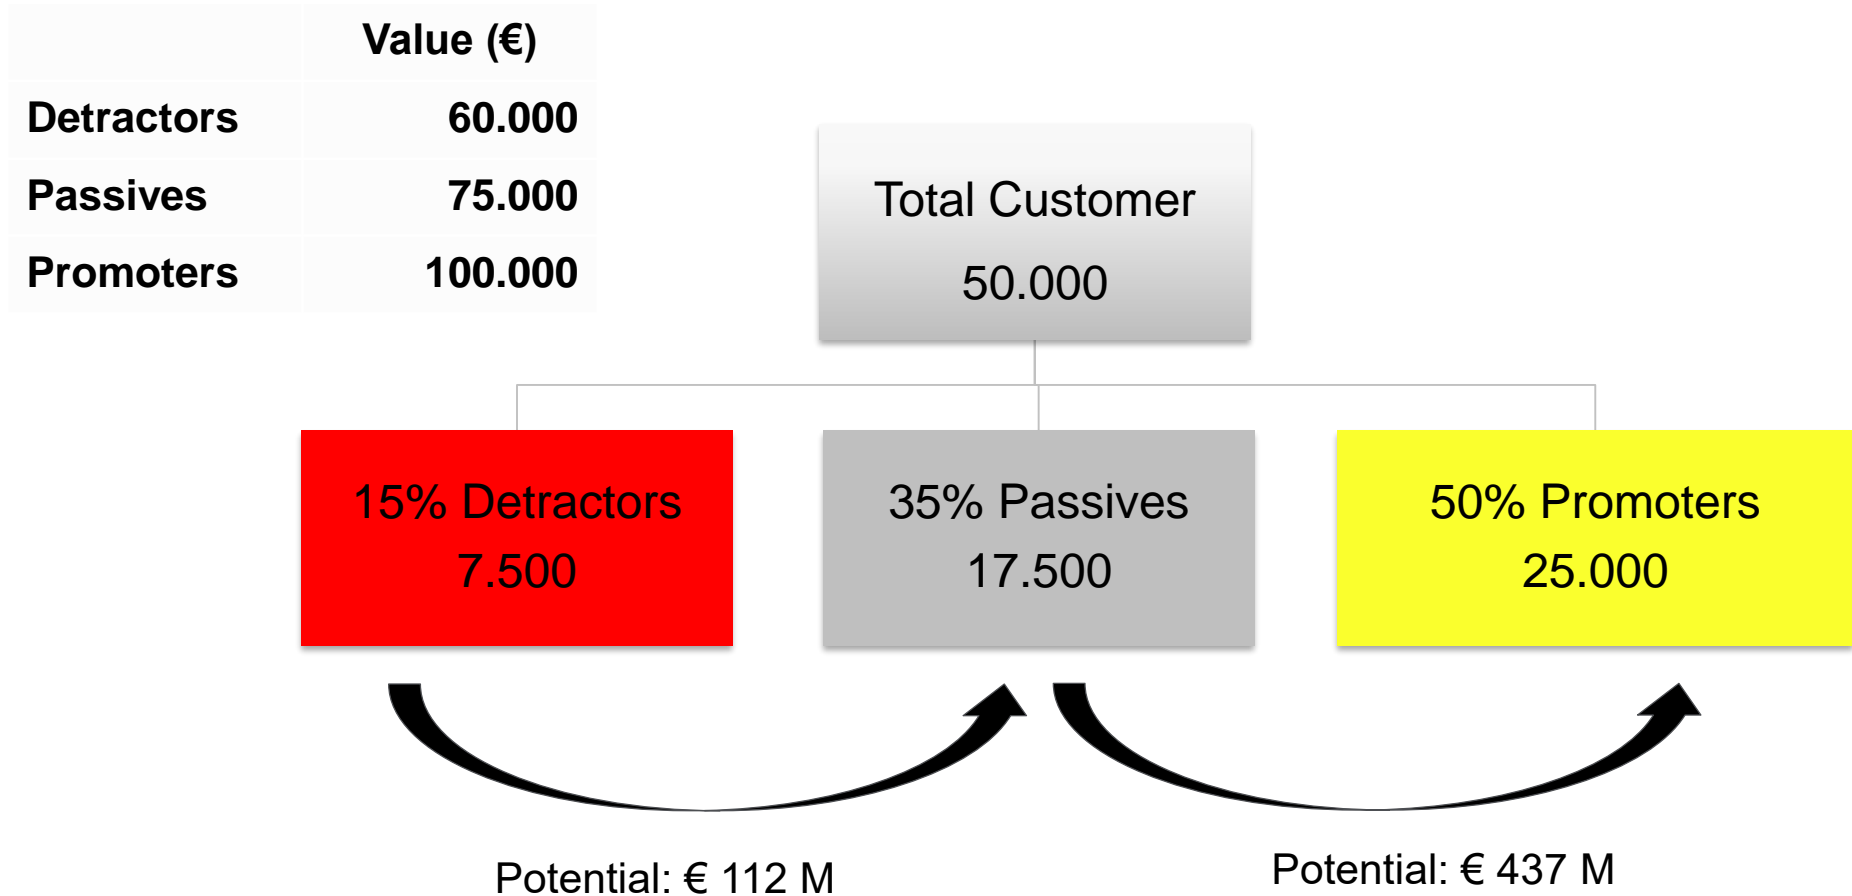 Value (€)
Detractors 60.000
Passives 75.000
Promoters 100.000
Total Customer
50.000
15% Detractors
7.500
35% Passives
17.500
50% Promoters
25.000
Potential: € 112 M
Potential: € 437 M